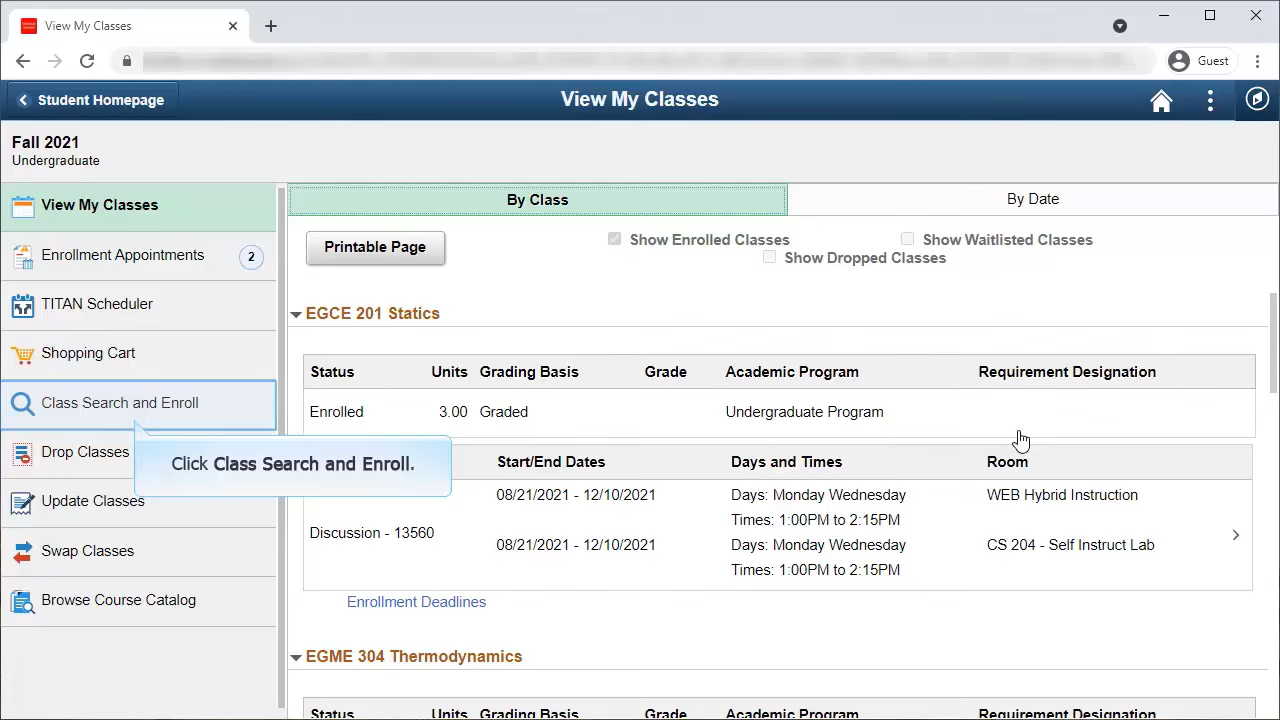 View My Classes
Guest
Student Homepage
View My Classes
Fall 2021
Undergraduate
View My Classes
Enrollment Appointments 2
TITAN Scheduler
Shopping Cart
Class Search and Enroll
Drop Classes
Update Classes
Swap Classes
Browse Course Catalog
Click Class Search and Enroll.
By Class By Date
Printable Page
Show Enrolled Classes Show Waitlisted Classes
Show Dropped Classes
EGCE 201 Statics
Status Units Grading Basis Grade Academic Program Requirement Designation
Enrolled 3.00 Graded Undergraduate Program
Start/End Dates Days and Times Room
08/21/2021 - 12/10/2021 Days: Monday Wednesday WEB Hybrid Instruction
Times: 1:00PM to 2:15PM
Discussion - 13560
08/21/2021 - 12/10/2021 Days: Monday Wednesday CS 204 - Self Instruct Lab
Times: 1:00PM to 2:15PM
Enrollment Deadlines
EGME 304 Thermodynamics
Status Units Grading Basis Grade Academic Program Requirement Designation